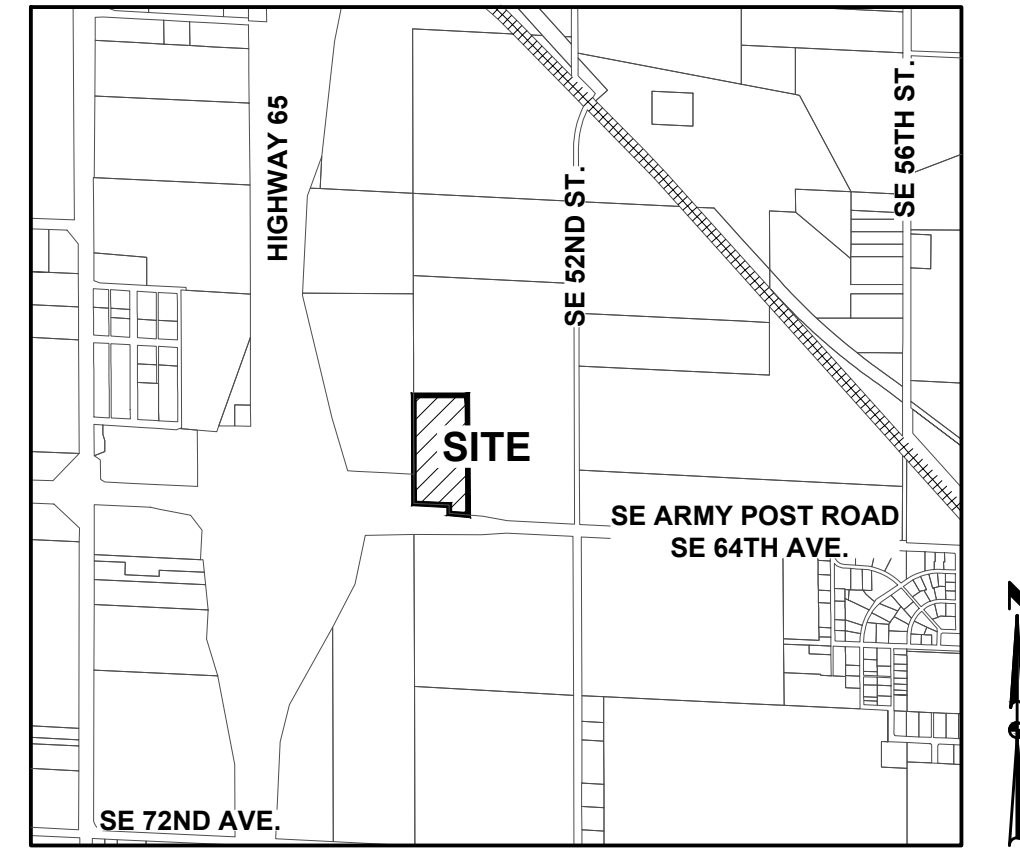 HIGHWAY 65
SE 52ND ST.
SE 56TH ST.
SITE
SE ARMY POST ROAD
SE 64TH AVE.
SE 72ND AVE.
N